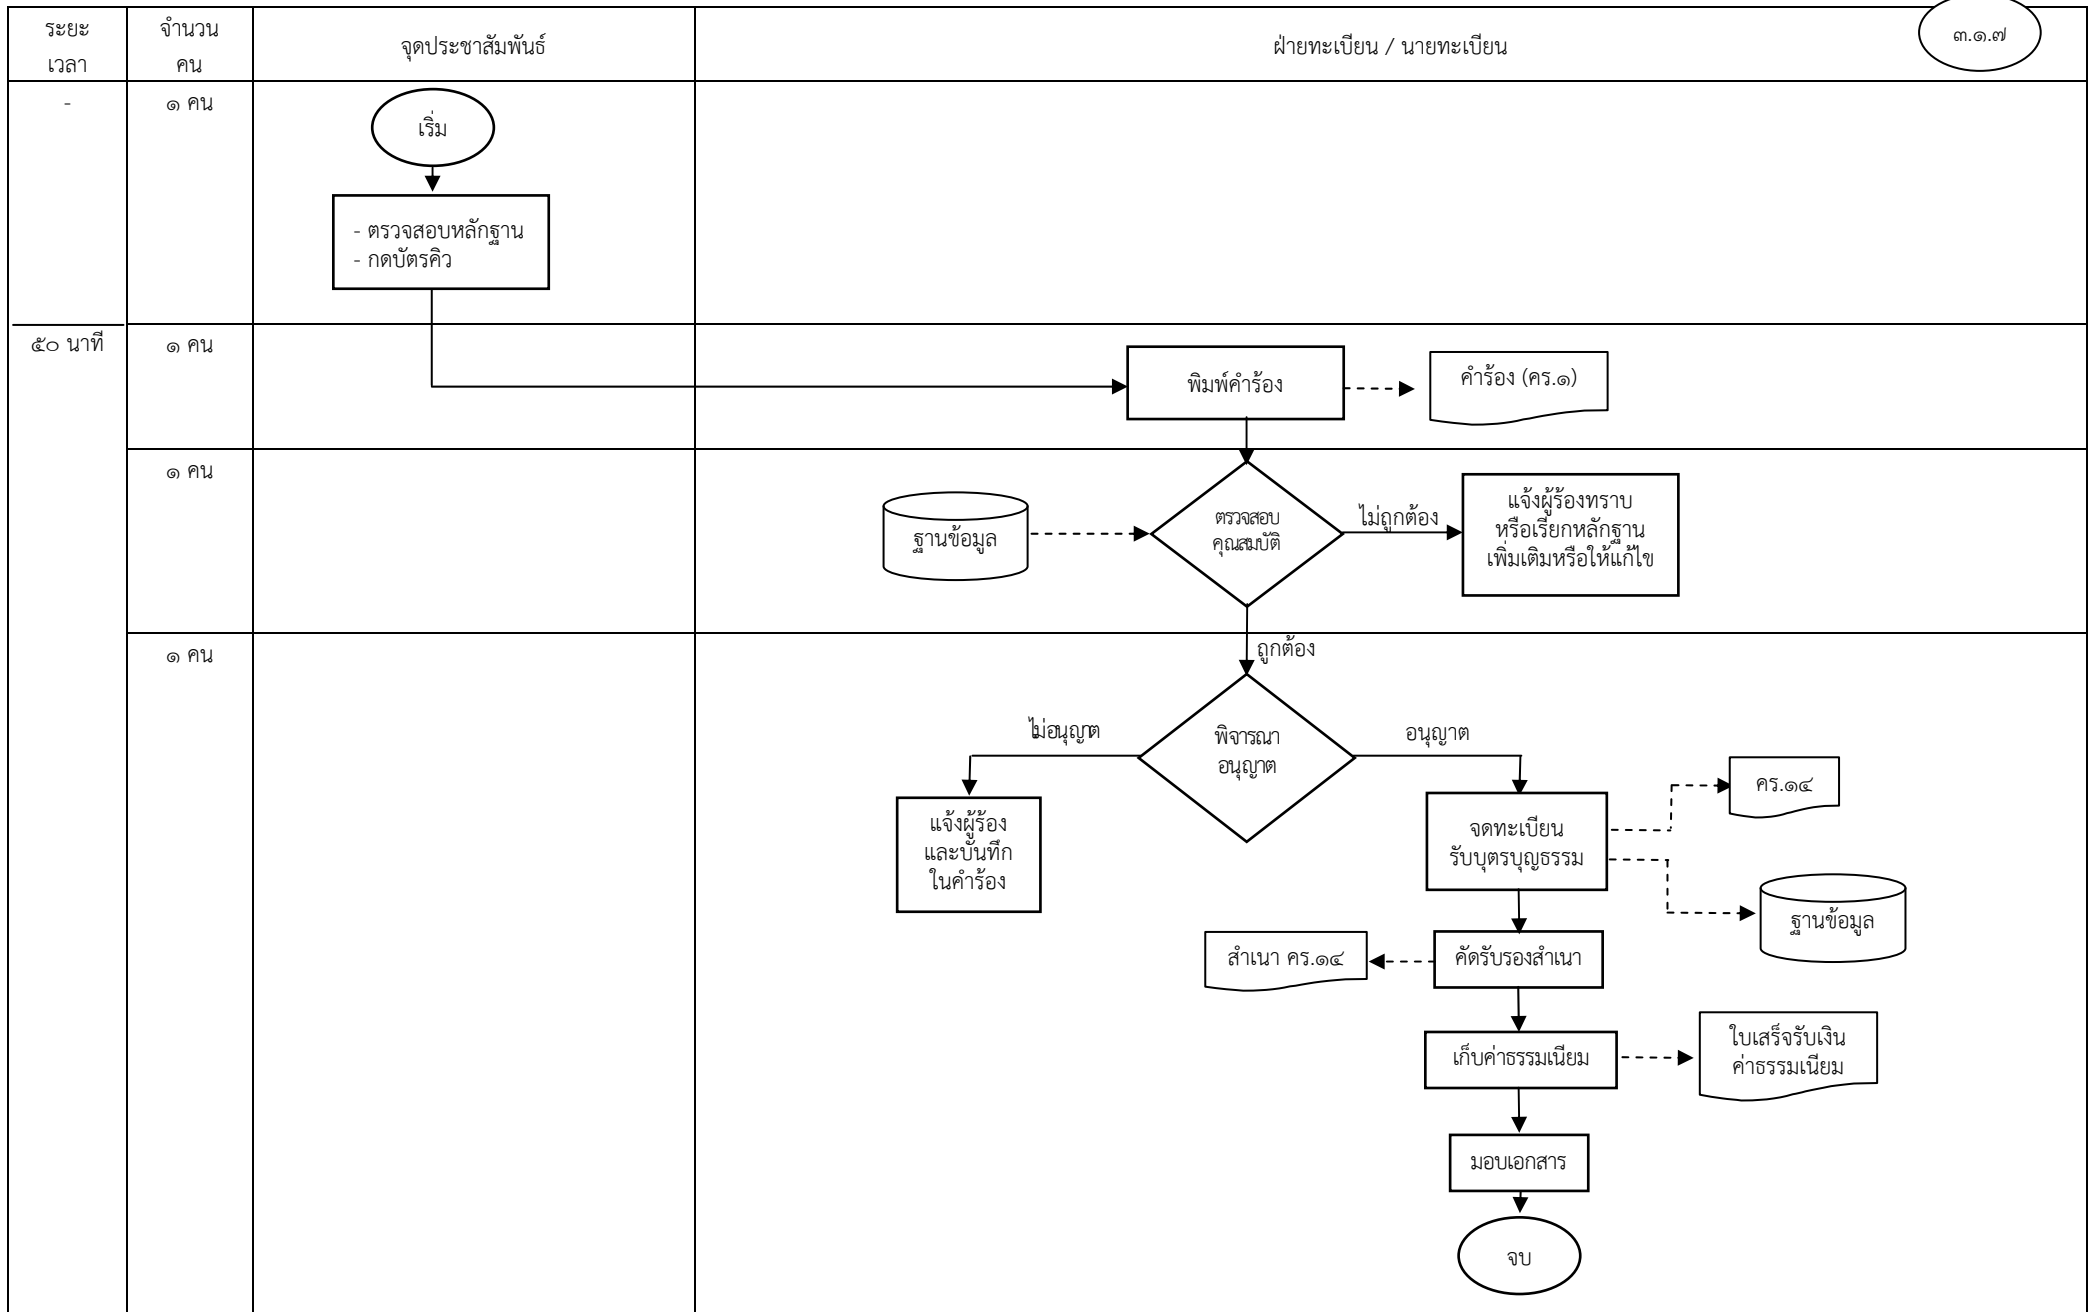 ระยะ
เวลา
จำนวน
คน
จุดประชาสัมพันธ์
ฝ่ายทะเบียน / นายทะเบียน
๓.๑.๗
-
๑ คน
เริ่ม
- ตรวจสอบหลักฐาน
- กดบัตรคิว
๕๐ นาที
๑ คน
พิมพ์คำร้อง
คำร้อง (คร.๑)
๑ คน
ฐานข้อมูล
ตรวจสอบ
คุณสมบัติ
ไม่ถูกต้อง
แจ้งผู้ร้องทราบ
หรือเรียกหลักฐาน
เพิ่มเติมหรือให้แก้ไข
๑ คน
ถูกต้อง
ไม่อนุญาต
พิจารณา
อนุญาต
อนุญาต
แจ้งผู้ร้อง
และบันทึก
ในคำร้อง
จดทะเบียน
รับบุตรบุญธรรม
คร.๑๔
ฐานข้อมูล
สำเนา คร.๑๔
คัดรับรองสำเนา
เก็บค่าธรรมเนียม
ใบเสร็จรับเงิน
ค่าธรรมเนียม
มอบเอกสาร
จบ